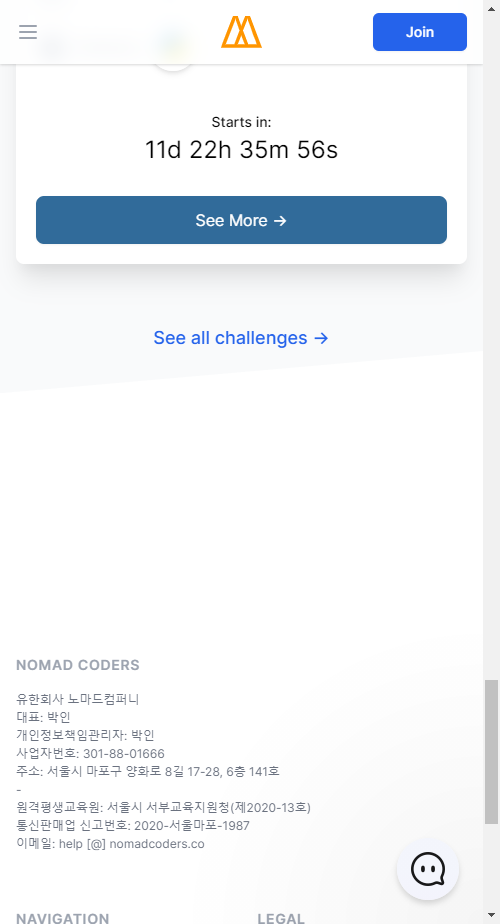 Join
Starts in:
11d 22h 35m 56s
See More →
See all challenges →
NOMAD CODERS
유한회사 노마드컴퍼니
대표: 박인
개인정보책임관리자: 박인
사업자번호: 301-88-01666
주소: 서울시 마포구 양화로 8길 17-28, 6층 141호
-
원격평생교육원: 서울시 서부교육지원청(제2020-13호)
통신판매업 신고번호: 2020-서울마포-1987
이메일: help [@] nomadcoders.co
NAVIGATION
LEGAL